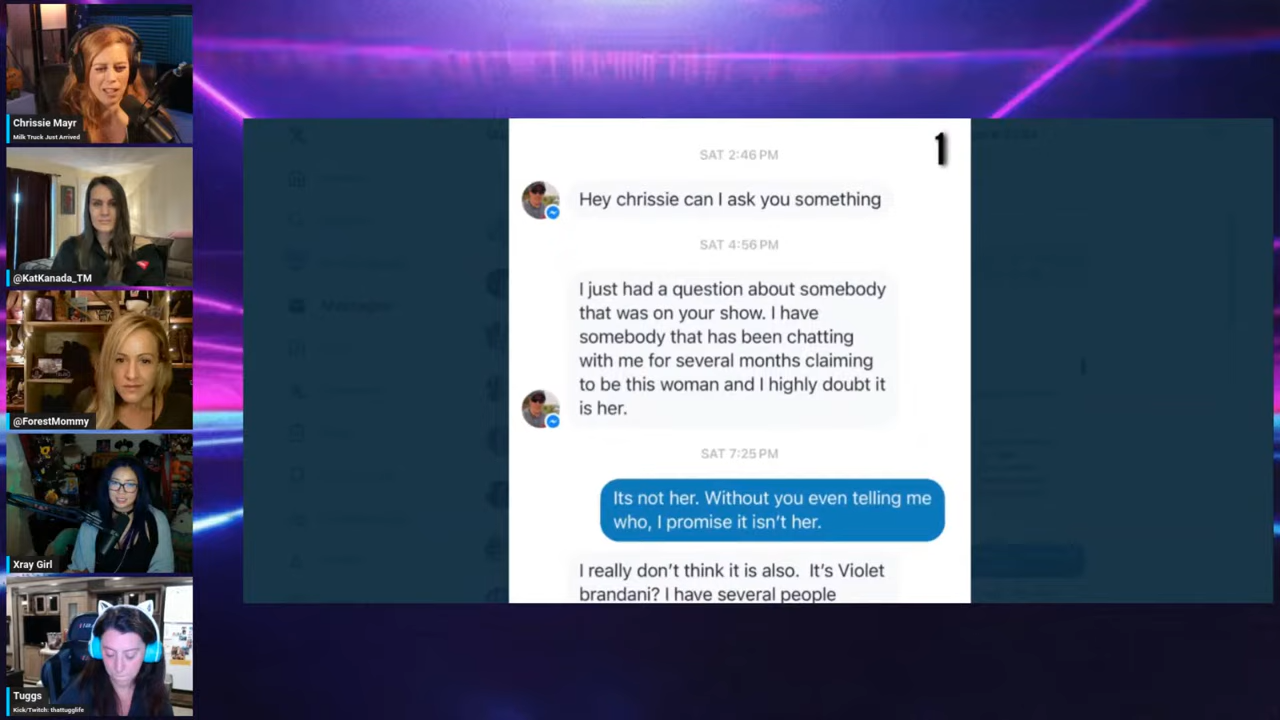 Chrissie Mayr
Milk Truck Just Arrived
@KatKanada_TM
@ForestMommy
Xray Girl
Tuggs
Kick/Twitch: thattugglife
1
SAT 2:46 PM
Hey chrissie can I ask you something
SAT 4:56 PM
I just had a question about somebody
that was on your show. I have
somebody that has been chatting
with me for several months claiming
to be this woman and I highly doubt it
is her.
SAT 7:25 PM
Its not her. Without you even telling me
who, I promise it isn't her.
I really don't think it is also. It's Violet
brandani? I have several people